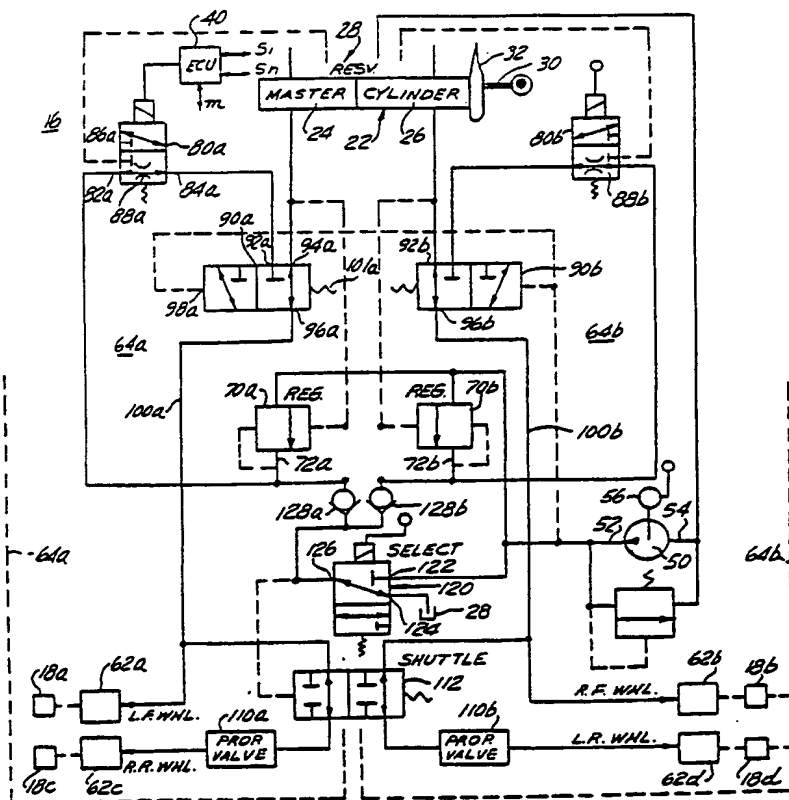 40
28
32
ECU
S1
Sn
m
RESV.
30
MASTER
CYLINDER
16
86a
80a
24
22
26
80b
82a
84a
88a
88b
90a
92a
94a
92b
90b
101a
98a
96a
96b
64a
64b
70a
REG.
REG.
70b
100a
100b
72a
72b
56
128a
128b
52
54
50
SELECT
126
122
120
64a
64b
124
28
SHUTTLE
18a
62a
112
62b
18b
L.F. WHL.
R.F. WHL.
110a
110b
PROP.
VALVE
PROP.
VALVE
L.R. WHL.
R.R. WHL.
18c
62c
62d
18d